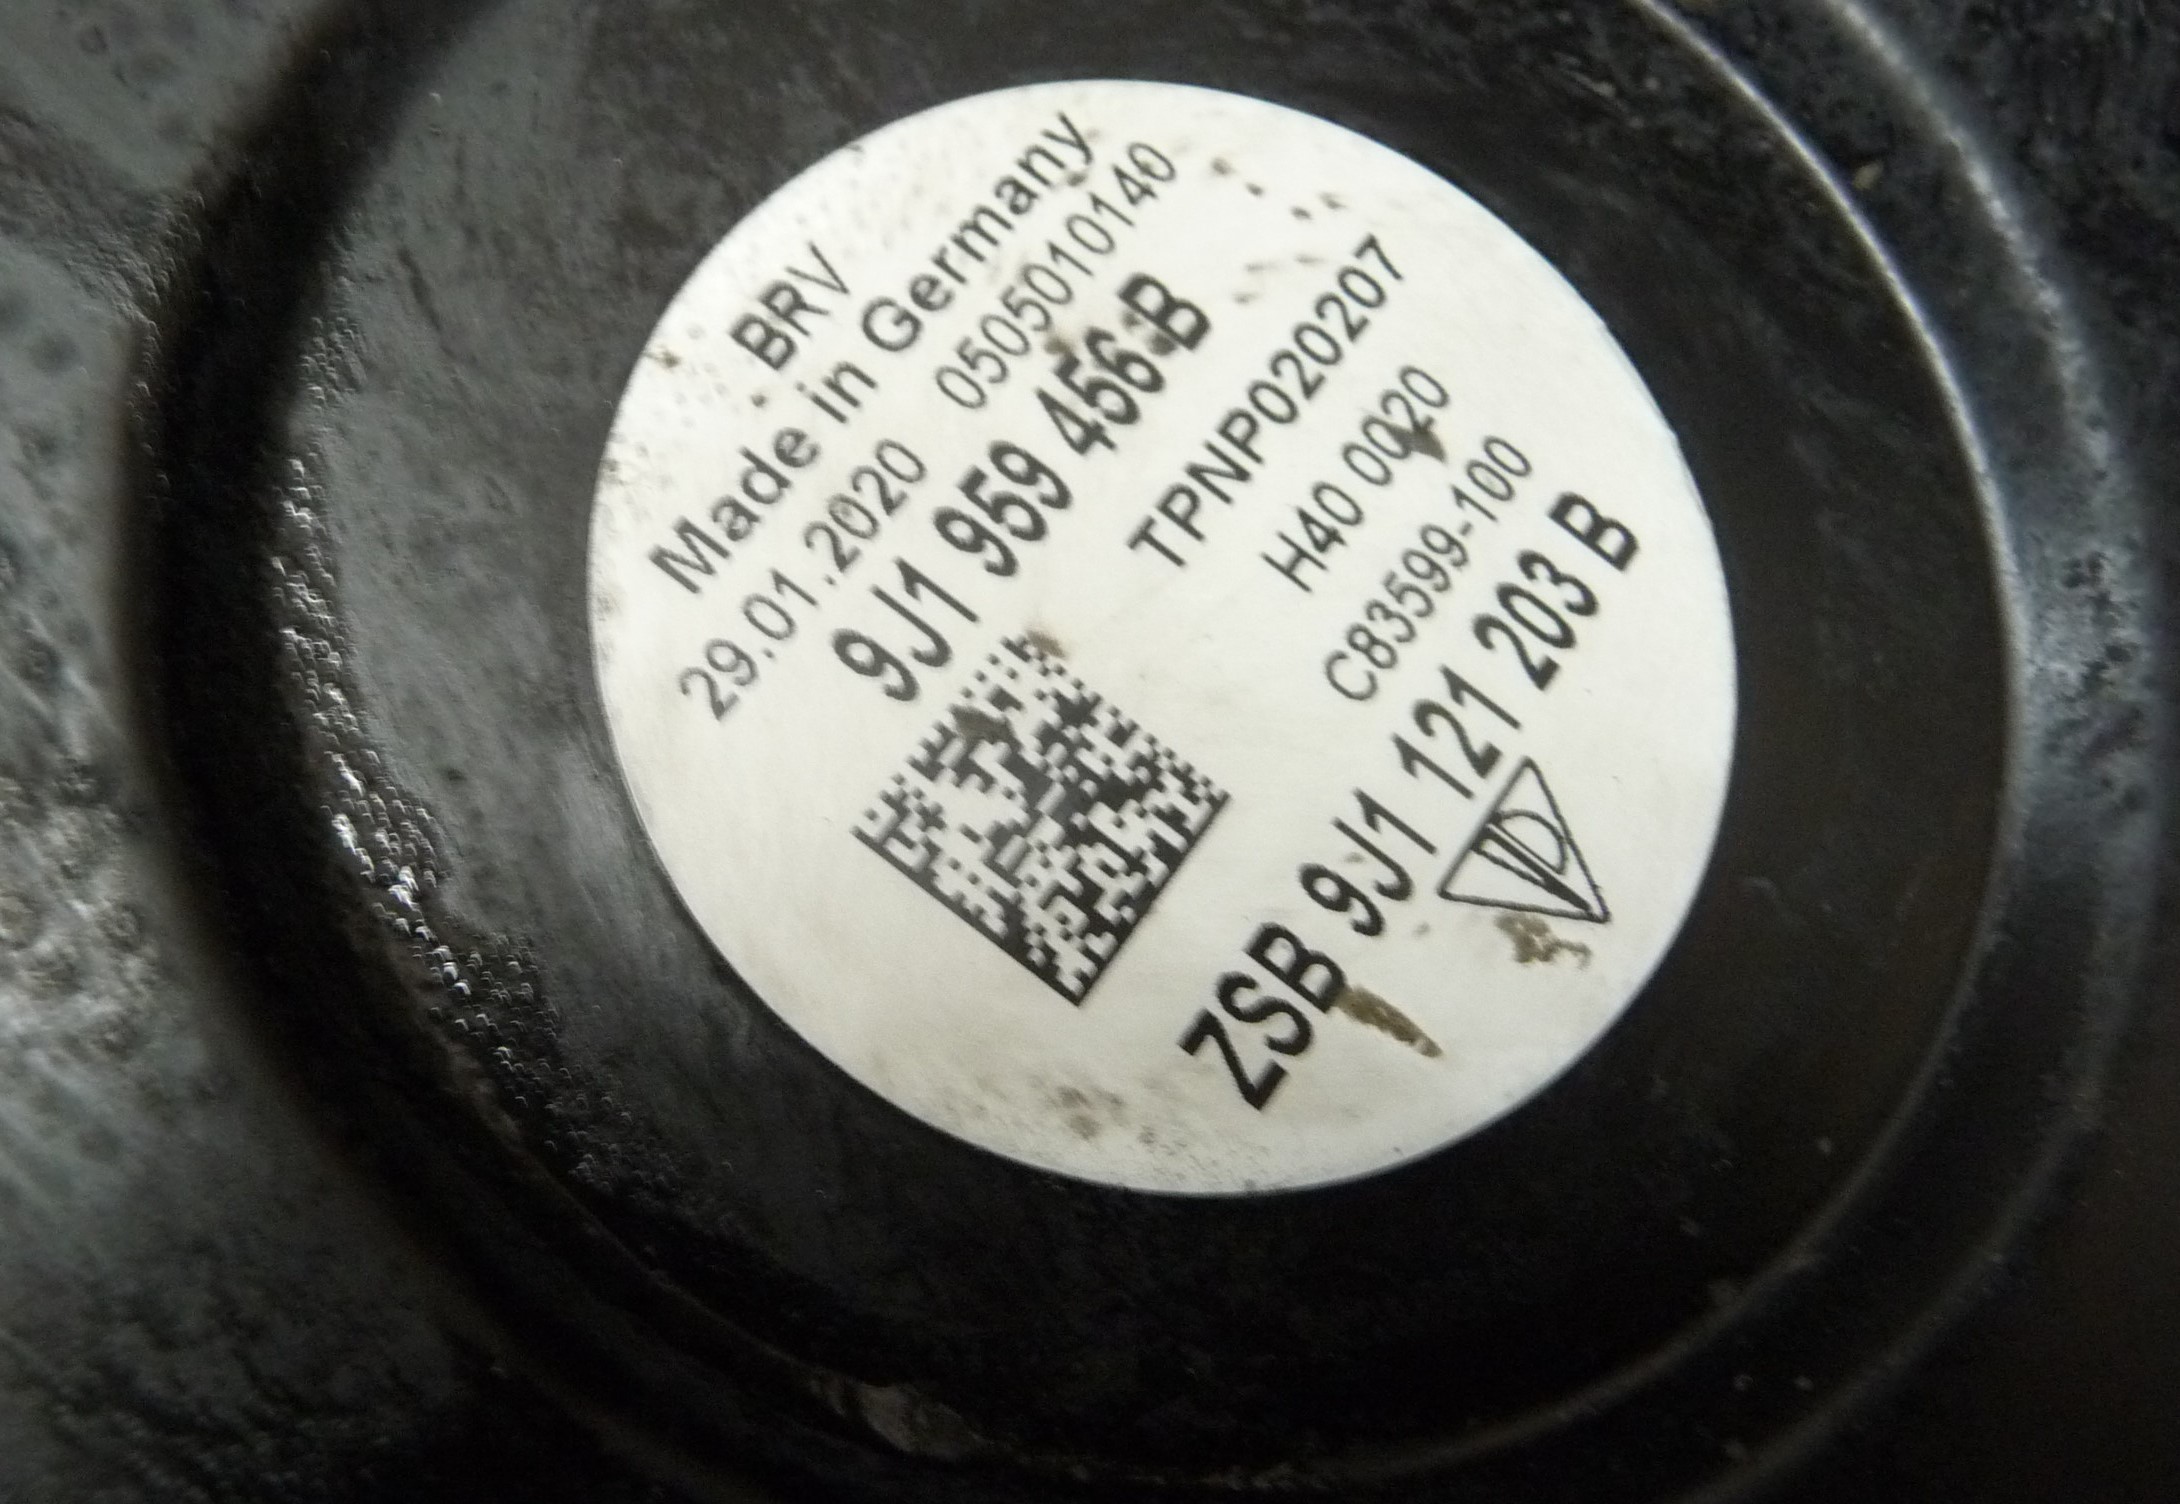 BRV
Made in Germany
29.01.2020 0505010140
9J1 959 456 B
TPNP020207
H40 0020
C83599-100
ZSB 9J1 121 203 B
VD